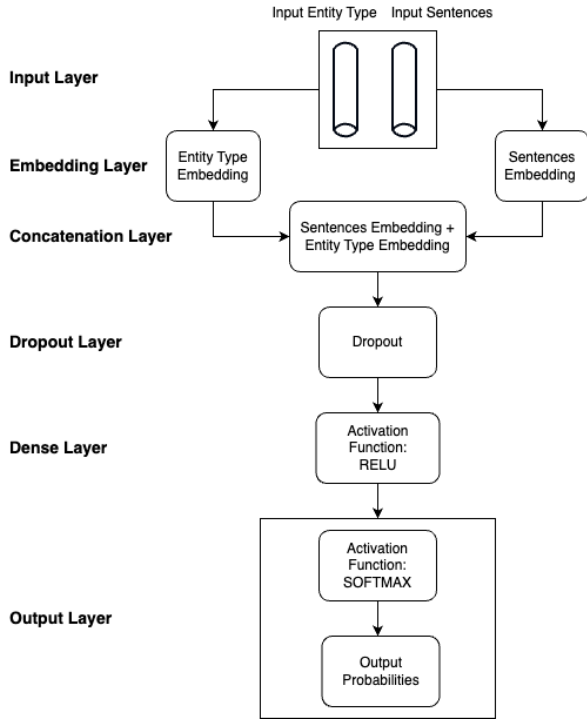 Input Entity Type Input Sentences
Input Layer
Embedding Layer
Entity Type
Embedding
Sentences
Embedding
Concatenation Layer
Sentences Embedding +
Entity Type Embedding
Dropout Layer
Dropout
Dense Layer
Activation
Function:
RELU
Output Layer
Activation
Function:
SOFTMAX
Output
Probabilities